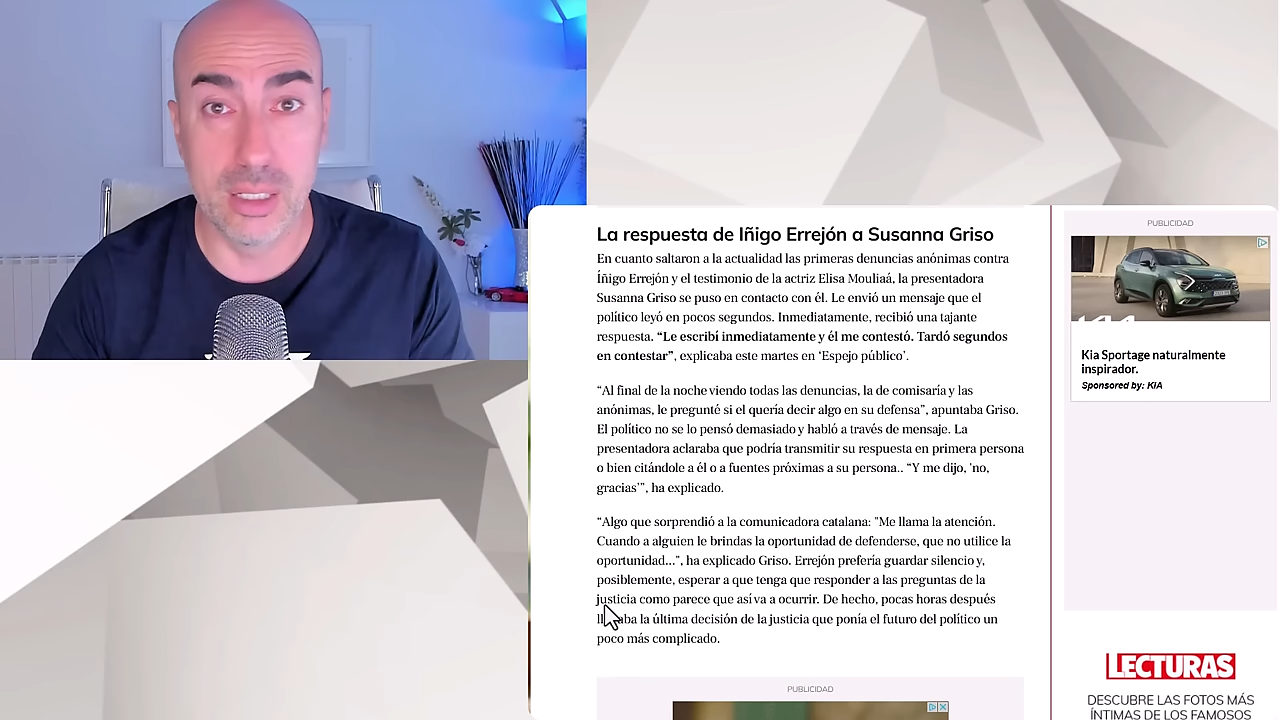 La respuesta de Iñigo Errejón a Susanna Griso
En cuanto saltaron a la actualidad las primeras denuncias anónimas contra
Íñigo Errejón y el testimonio de la actriz Elisa Mouliaá, la presentadora
Susanna Griso se puso en contacto con él. Le envió un mensaje que el
político leyó en pocos segundos. Inmediatamente, recibió una tajante
respuesta. “Le escribí inmediatamente y él me contestó. Tardó segundos
en contestar”, explicaba este martes en ‘Espejo público’.
“Al final de la noche viendo todas las denuncias, la de comisaría y las
anónimas, le pregunté si el quería decir algo en su defensa”, apuntaba Griso.
El político no se lo pensó demasiado y habló a través de mensaje. La
presentadora aclaraba que podría transmitir su respuesta en primera persona
o bien citándole a él o a fuentes próximas a su persona.. “Y me dijo, ‘no,
gracias’”, ha explicado.
“Algo que sorprendió a la comunicadora catalana: "Me llama la atención.
Cuando a alguien le brindas la oportunidad de defenderse, que no utilice la
oportunidad...", ha explicado Griso. Errejón prefería guardar silencio y,
posiblemente, esperar a que tenga que responder a las preguntas de la
justicia como parece que así va a ocurrir. De hecho, pocas horas después
la última decisión de la justicia que ponía el futuro del político un
poco más complicado.
PUBLICIDAD
PUBLICIDAD
Kia Sportage naturalmente
inspirador.
Sponsored by: KIA
LECTURAS
DESCUBRE LAS FOTOS MÁS
ÍNTIMAS DE LOS FAMOSOS